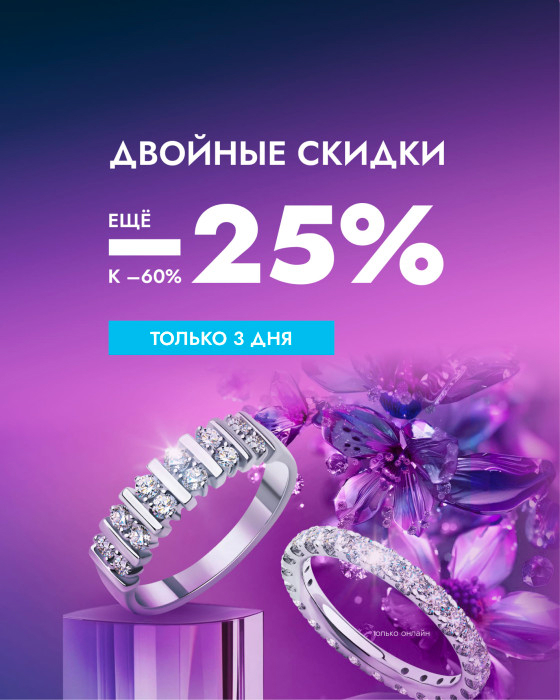 ДВОЙНЫЕ СКИДКИ
ЕЩЁ
–25%
К –60%
ТОЛЬКО 3 ДНЯ
только онлайн